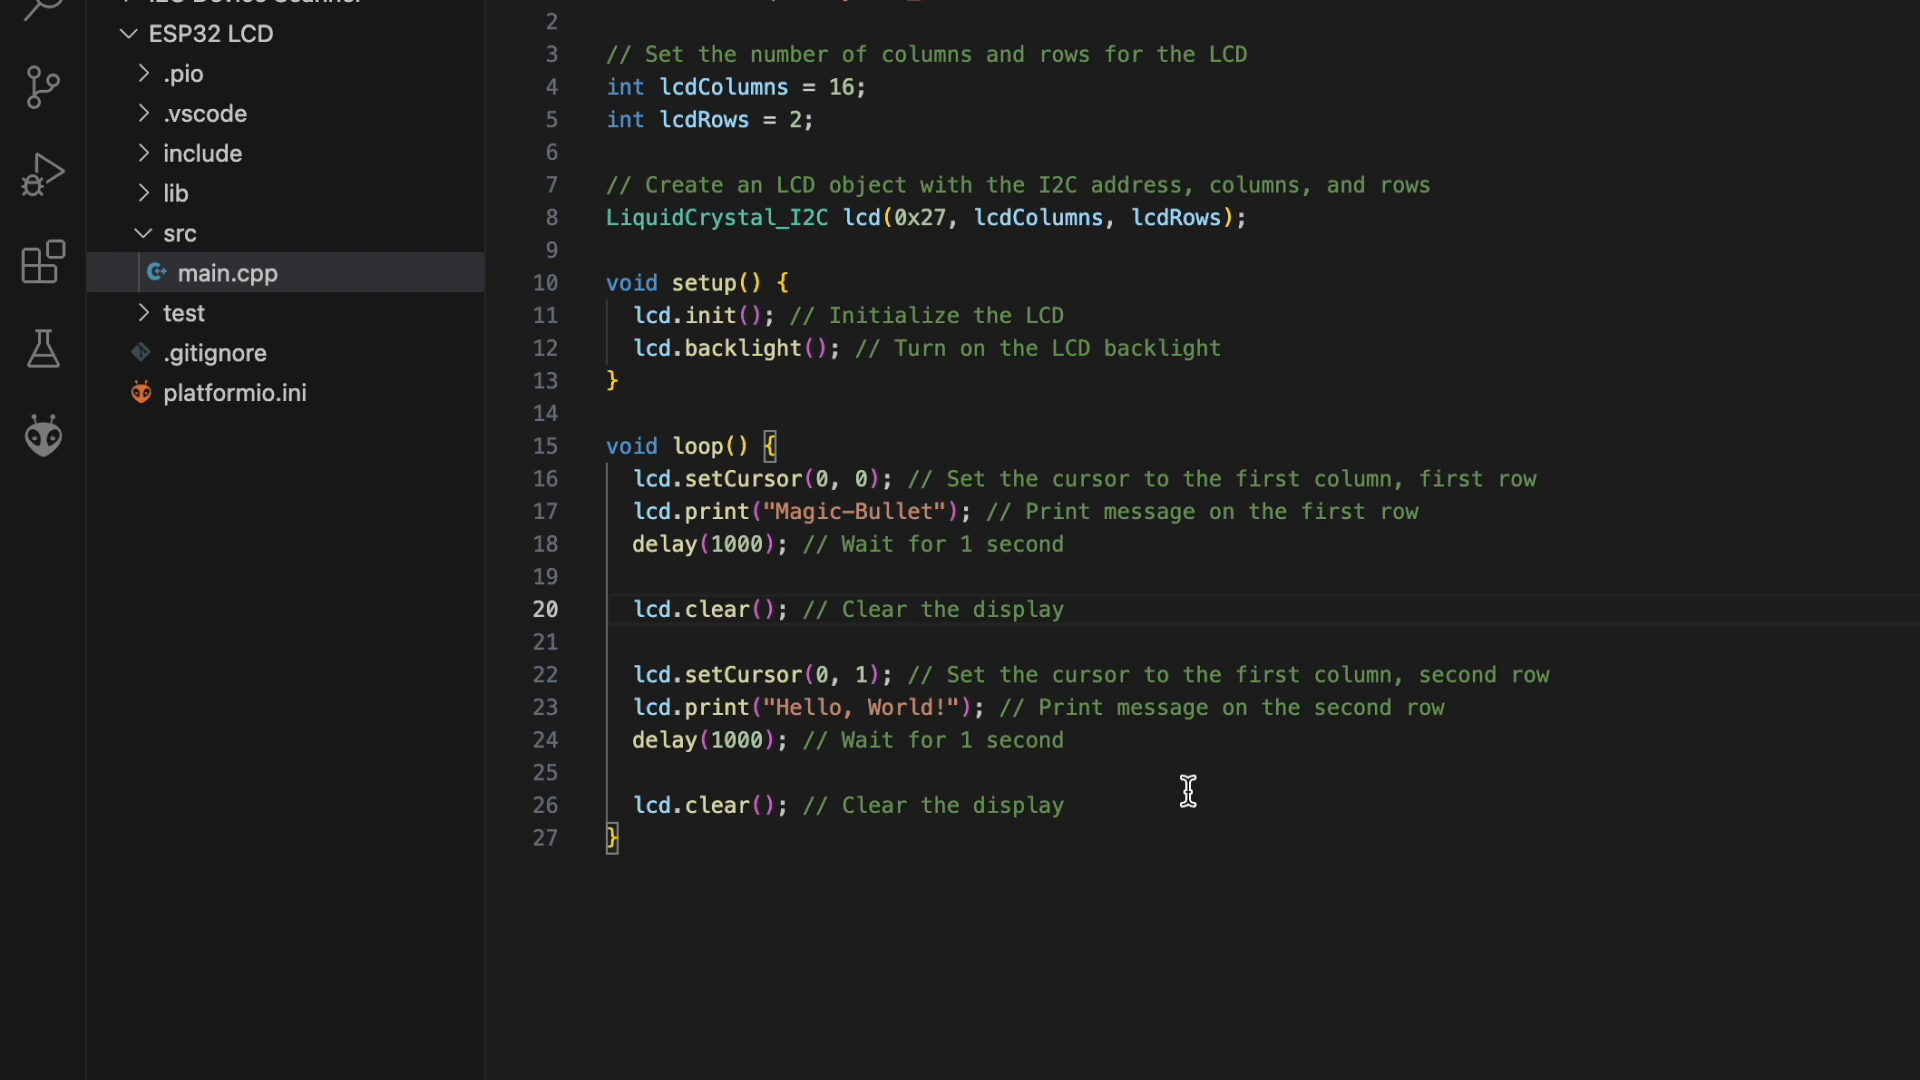 ESP32 LCD
.pio
.vscode
include
lib
src
main.cpp
test
.gitignore
platformio.ini
2
3 // Set the number of columns and rows for the LCD
4 int lcdColumns = 16;
5 int lcdRows = 2;
6
7 // Create an LCD object with the I2C address, columns, and rows
8 LiquidCrystal_I2C lcd(0x27, lcdColumns, lcdRows);
9
10 void setup() {
11 lcd.init(); // Initialize the LCD
12 lcd.backlight(); // Turn on the LCD backlight
13 }
14
15 void loop() {
16 lcd.setCursor(0, 0); // Set the cursor to the first column, first row
17 lcd.print("Magic-Bullet"); // Print message on the first row
18 delay(1000); // Wait for 1 second
19
20 lcd.clear(); // Clear the display
21
22 lcd.setCursor(0, 1); // Set the cursor to the first column, second row
23 lcd.print("Hello, World!"); // Print message on the second row
24 delay(1000); // Wait for 1 second
25
26 lcd.clear(); // Clear the display
27 }